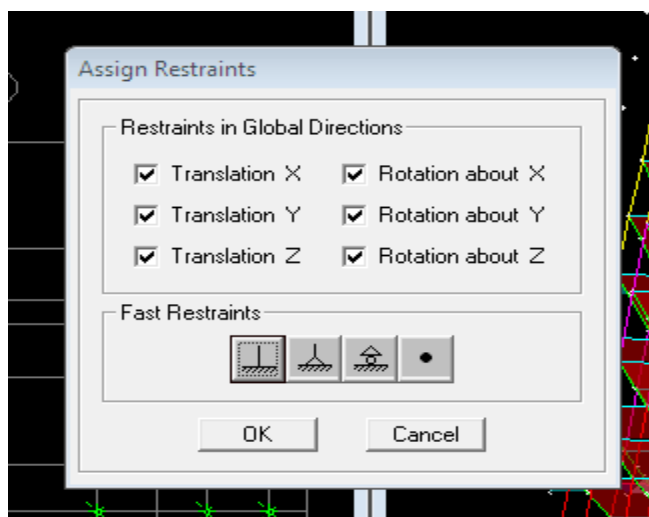 Assign Restraints
Restraints in Global Directions
Translation X
Rotation about X
Translation Y
Rotation about Y
Translation Z
Rotation about Z
Fast Restraints
OK
Cancel